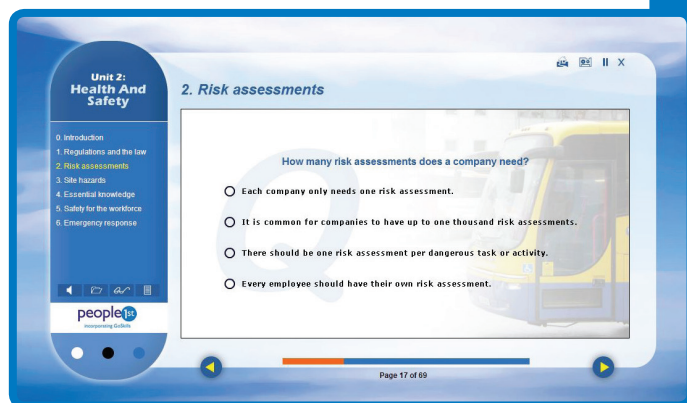 Unit 2:
Health And
Safety
0. Introduction
1. Regulations and the law
2. Risk assessments
3. Site hazards
4. Essential knowledge
5. Safety for the workforce
6. Emergency response
people1st
incorporating GoSkills
X
2. Risk assessments
Q
How many risk assessments does a company need?
Each company only needs one risk assessment.
It is common for companies to have up to one thousand risk assessments.
There should be one risk assessment per dangerous task or activity.
Every employee should have their own risk assessment.
Page 17 of 69